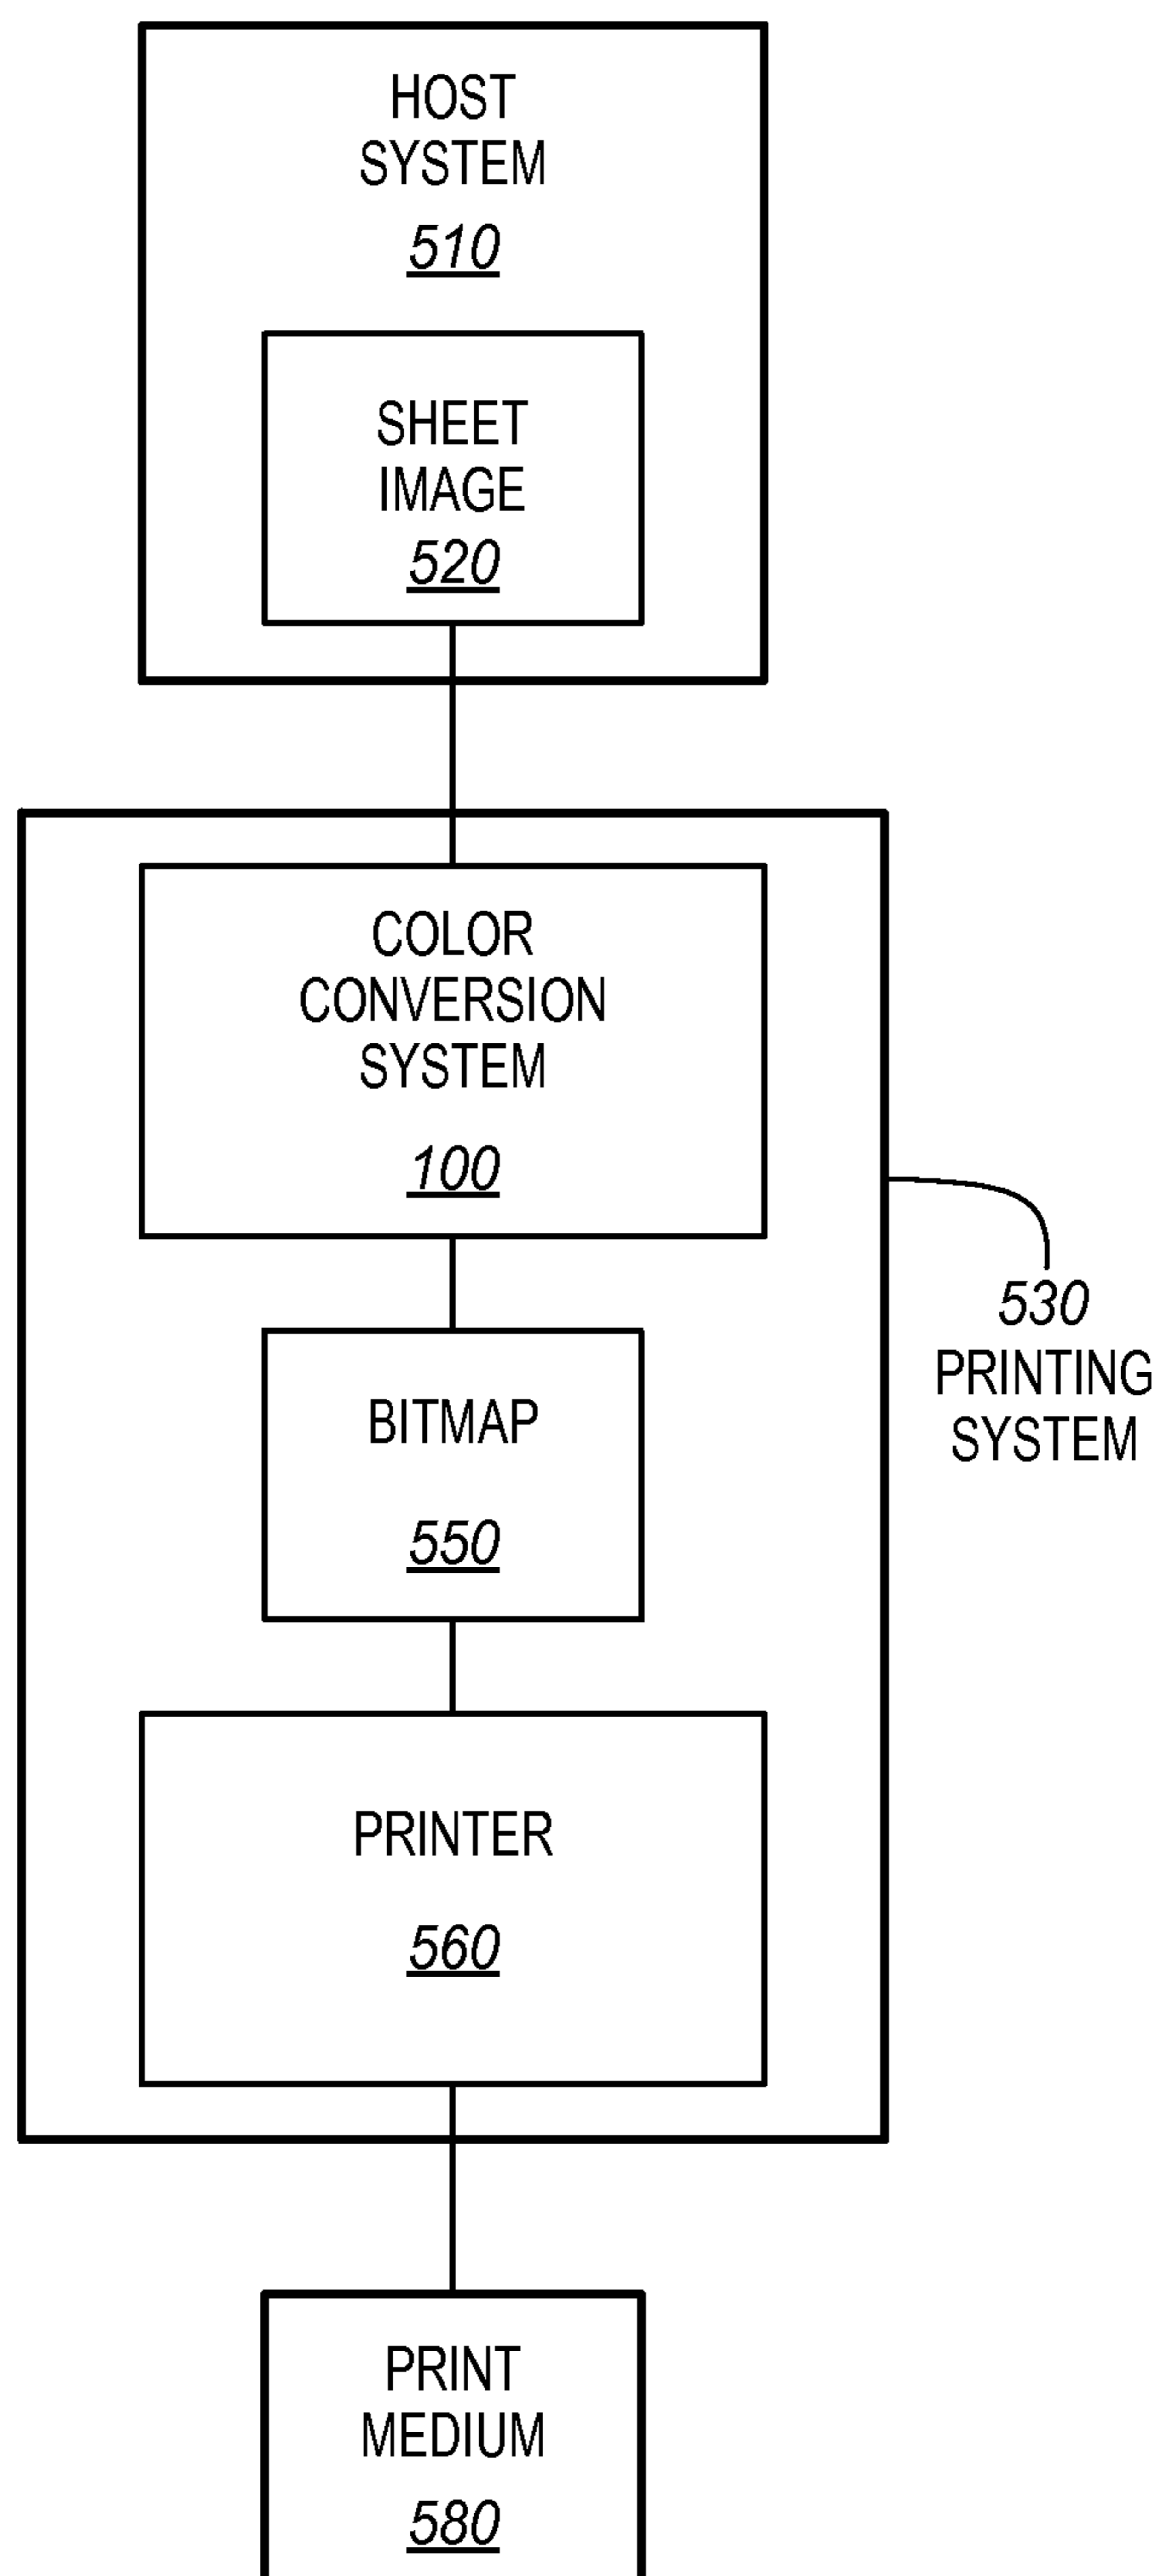 HOST
SYSTEM
510
SHEET
IMAGE
520
COLOR
CONVERSION
SYSTEM
100
530
PRINTING
SYSTEM
BITMAP
550
PRINTER
560
PRINT
MEDIUM
580